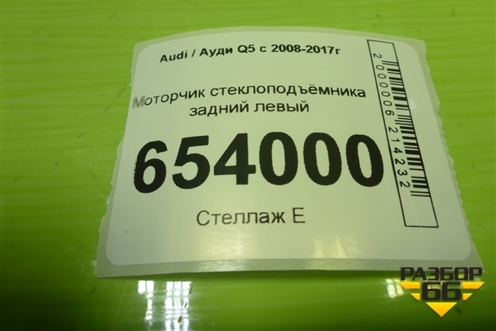 Audi / Ауди Q5 с 2008-2017г
Моторчик стеклоподъёмника
задний левый
654000
Стеллаж Е
2000006214232
РАЗБОР
66